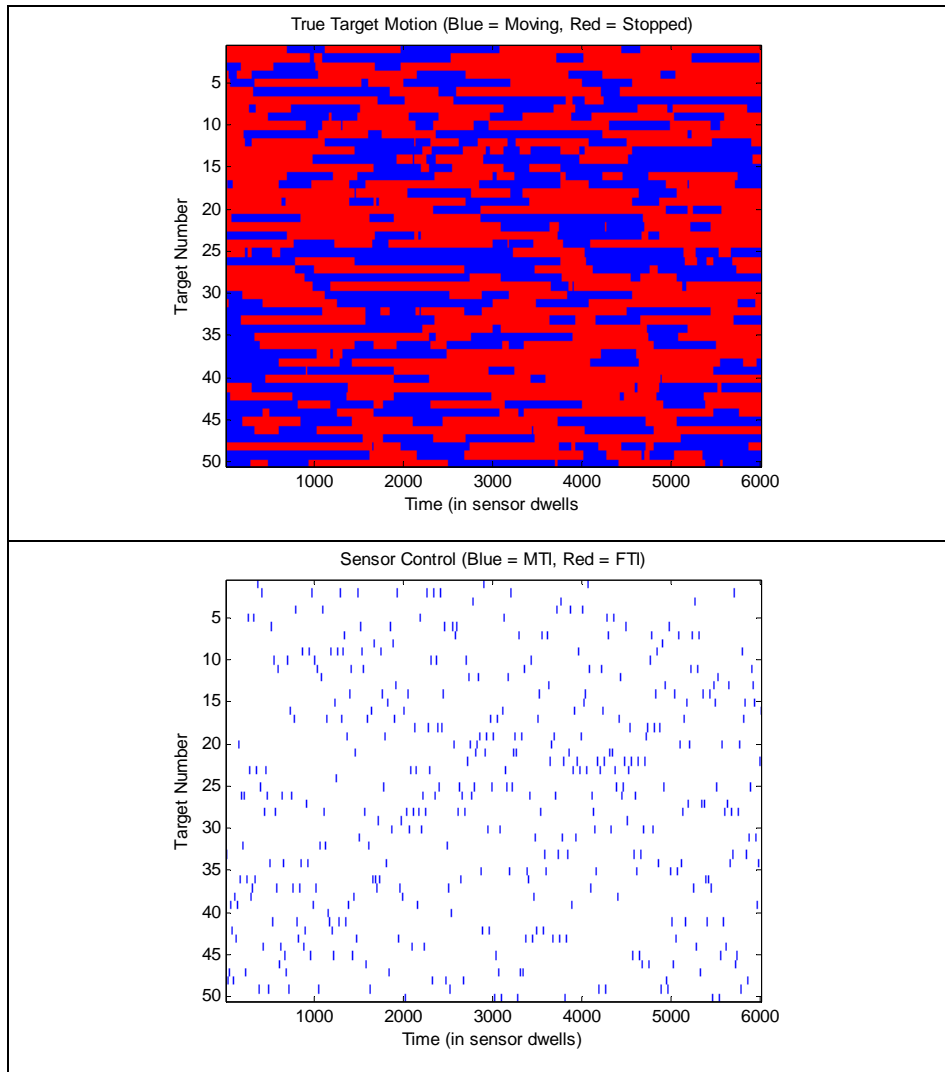 True Target Motion (Blue = Moving, Red = Stopped)
5
10
15
20
25
30
35
40
45
50
Target Number
1000 2000 3000 4000 5000 6000
Time (in sensor dwells
Sensor Control (Blue = MTI, Red = FTI)
5
10
15
20
25
30
35
40
45
50
Target Number
1000 2000 3000 4000 5000 6000
Time (in sensor dwells)